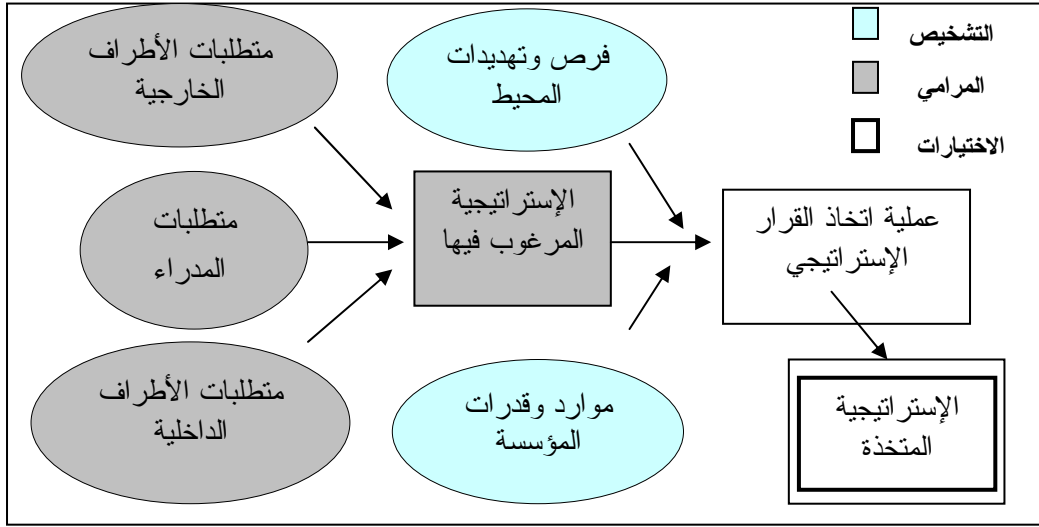 التشخيص
المرامي
الاختيارات
فرص وتهديدات
المحيط
متطلبات الأطراف
الخارجية
متطلبات
المدراء
الإستراتيجية
المرغوب فيها
عملية اتخاذ القرار
الإستراتيجي
متطلبات الأطراف
الداخلية
موارد وقدرات
المؤسسة
الإستراتيجية
المتخذة